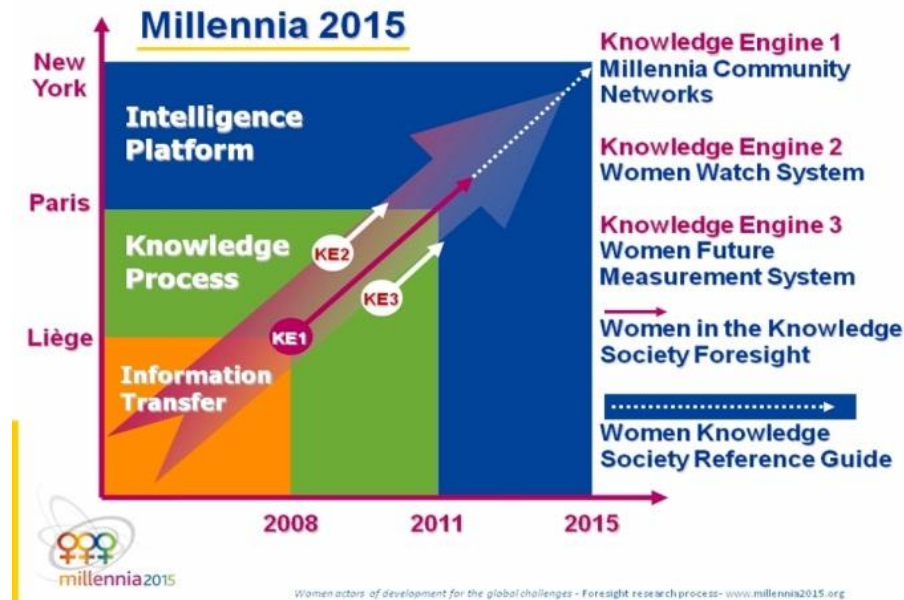 Millennia 2015
New
York
Paris
Liège
Intelligence
Platform
Knowledge
Process
Information
Transfer
KE2
KE3
KE1
2008
2011
2015
Knowledge Engine 1
Millennia Community
Networks
Knowledge Engine 2
Women Watch System
Knowledge Engine 3
Women Future
Measurement System
Women in the Knowledge
Society Foresight
Women Knowledge
Society Reference Guide
millennia2015
Women actors of development for the global challenges - Foresight research process- www.millennia2015.org